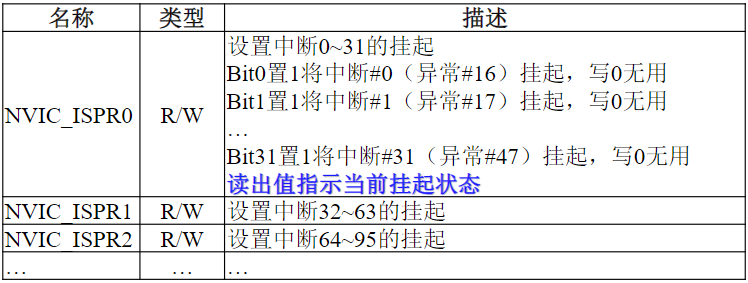 名称 类型 描述
设置中断0~31的挂起
Bit0置1将中断#0（异常#16）挂起，写0无用
Bit1置1将中断#1（异常#17）挂起，写0无用
NVIC_ISPR0 R/W
…
Bit31置1将中断#31（异常#47）挂起，写0无用
读出值指示当前挂起状态
NVIC_ISPR1 R/W 设置中断32~63的挂起
NVIC_ISPR2 R/W 设置中断64~95的挂起
… … …